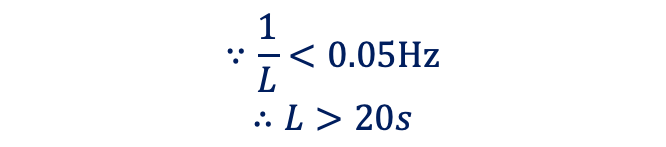 ∵ 1/L < 0.05Hz
∴ L > 20s